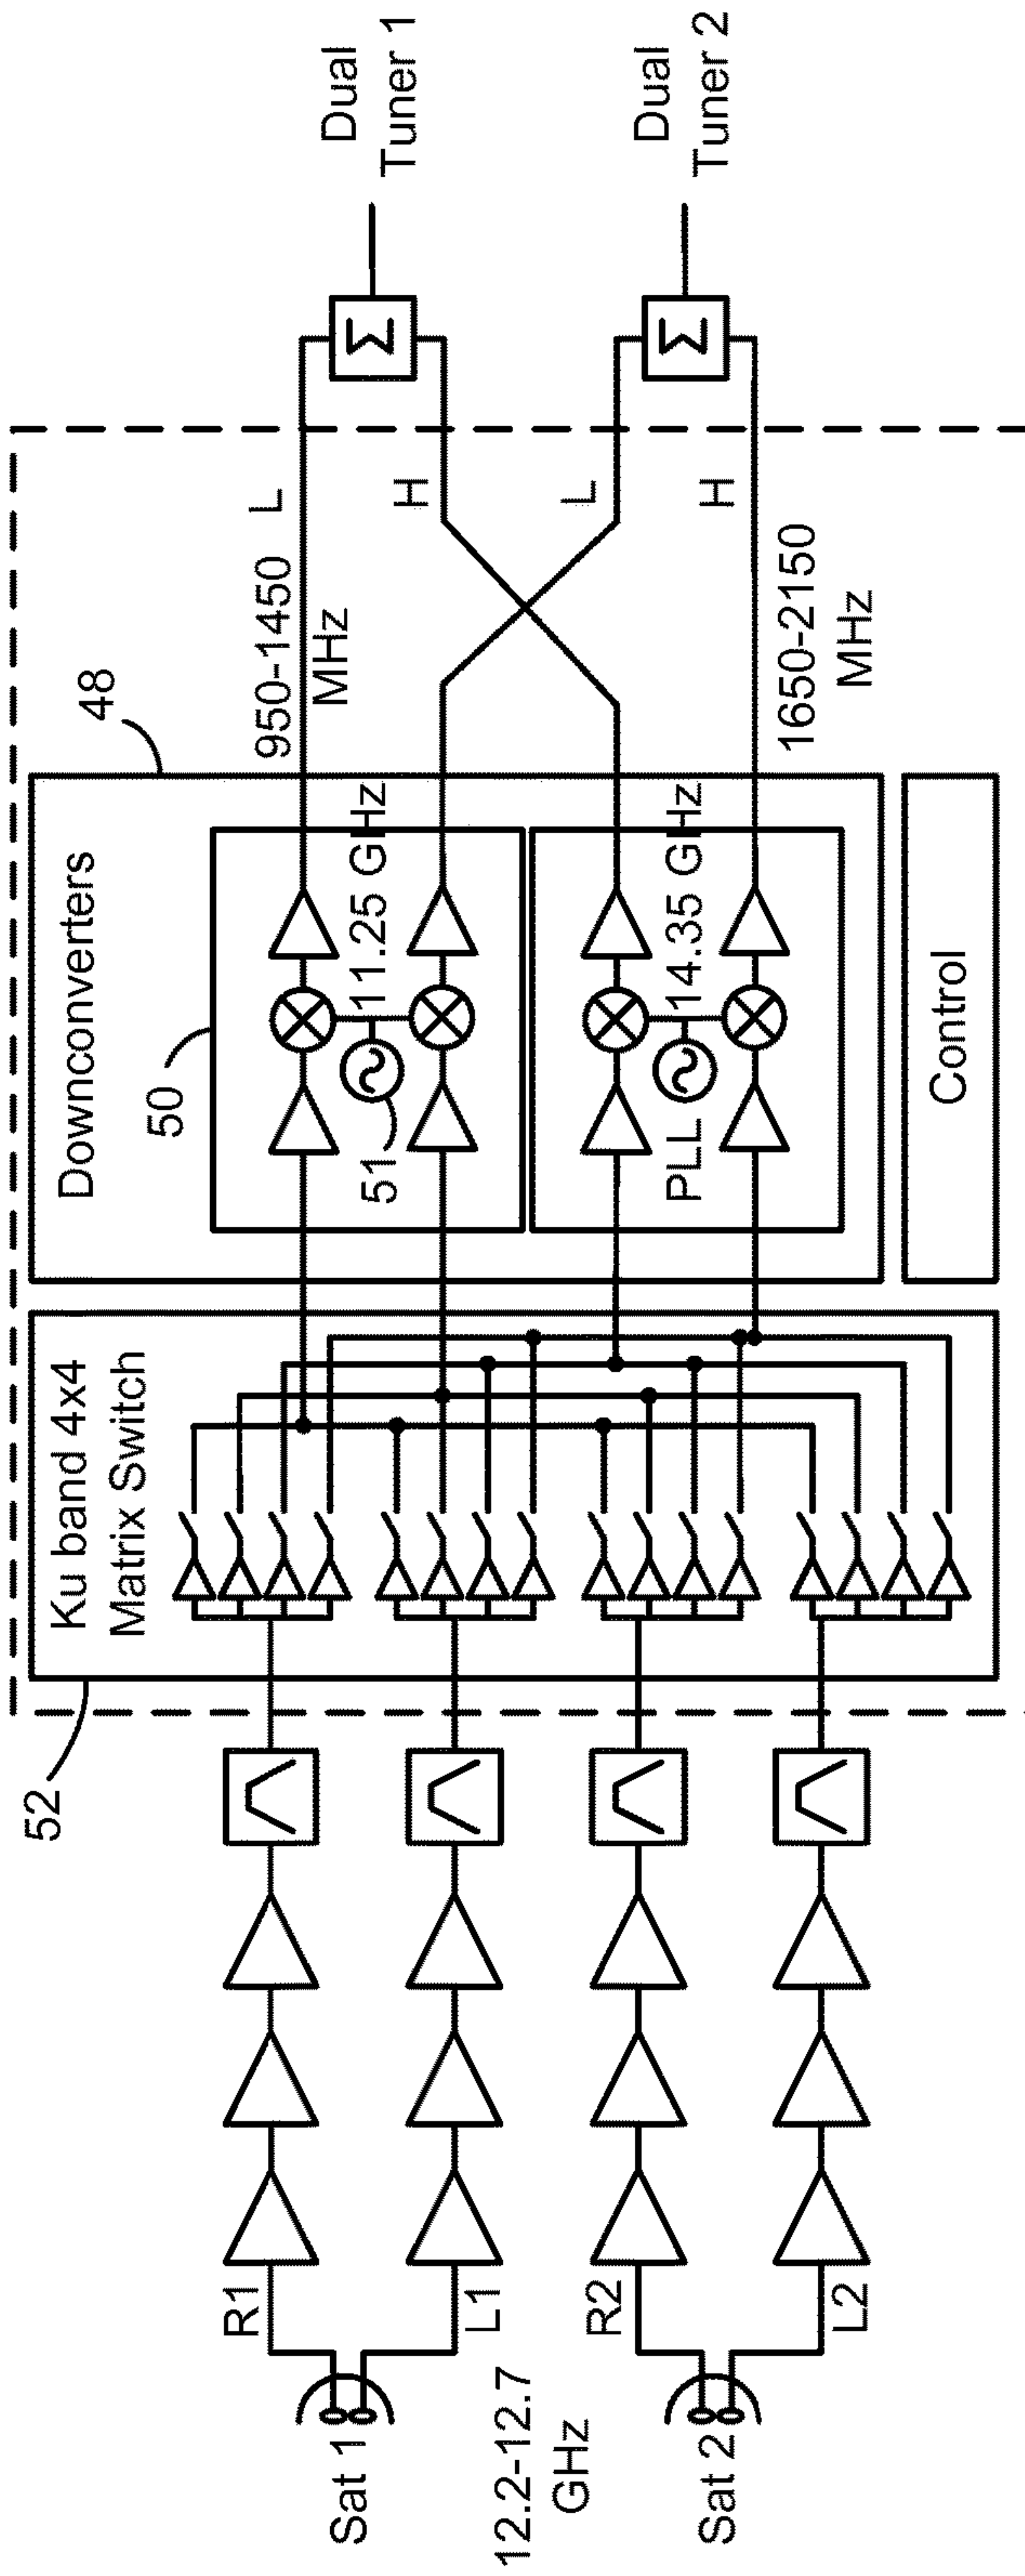 Sat 1
R1
L1
12.2-12.7
GHz
Sat 2
R2
L2
52
Ku band 4x4
Matrix Switch
Downconverters
48
50
51
11.25 GHz
PLL
14.35 GHz
Control
950-1450
MHz
L
H
L
H
1650-2150
MHz
Σ
Σ
Dual
Tuner 1
Dual
Tuner 2